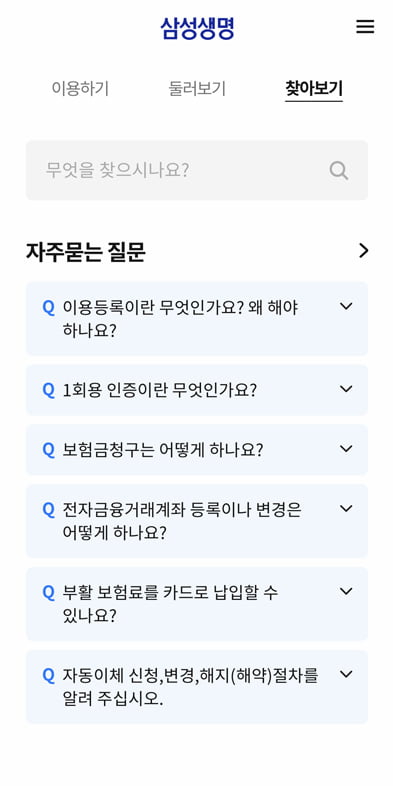 삼성생명
이용하기 둘러보기 찾아보기
무엇을 찾으시나요?
자주묻는 질문
Q 이용등록이란 무엇인가요? 왜 해야
하나요?
Q 1회용 인증이란 무엇인가요?
Q 보험금청구는 어떻게 하나요?
Q 전자금융거래계좌 등록이나 변경은
어떻게 하나요?
Q 부활 보험료를 카드로 납입할 수
있나요?
Q 자동이체 신청,변경,해지(해약)절차를
알려 주십시오.